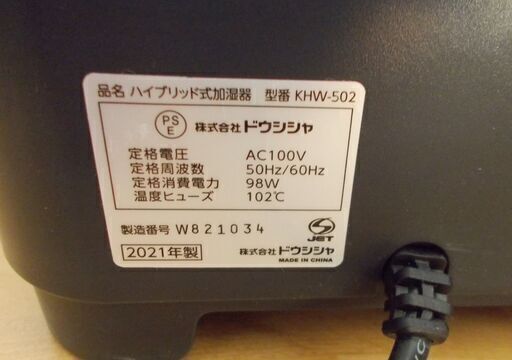 品名 ハイブリッド式加湿器 型番 KHW-502
PS
E
株式会社 ドウシシャ
定格電圧 AC100V
定格周波数 50Hz/60Hz
定格消費電力 98W
温度ヒューズ 102℃
製造番号 W821034
JET
2021年製
株式会社 ドウシシャ
MADE IN CHINA